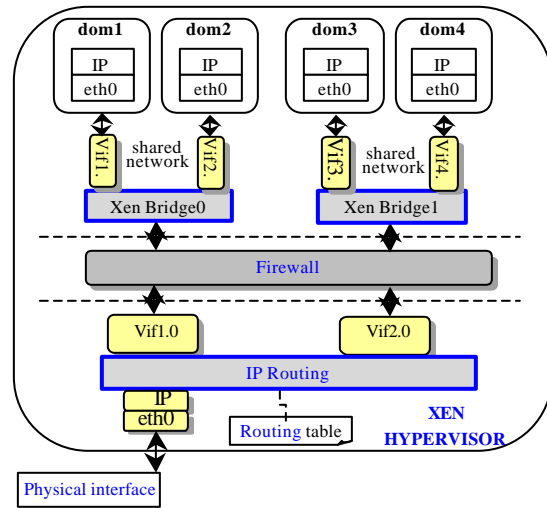 dom1
dom2
dom3
dom4
IP
IP
IP
IP
eth0
eth0
eth0
eth0
Vif1.
shared
network
Vif2.
Vif3.
shared
network
Vif4.
Xen Bridge0
Xen Bridge1
Firewall
Vif1.0
Vif2.0
IP Routing
IP
eth0
Routing table
XEN
HYPERVISOR
Physical interface